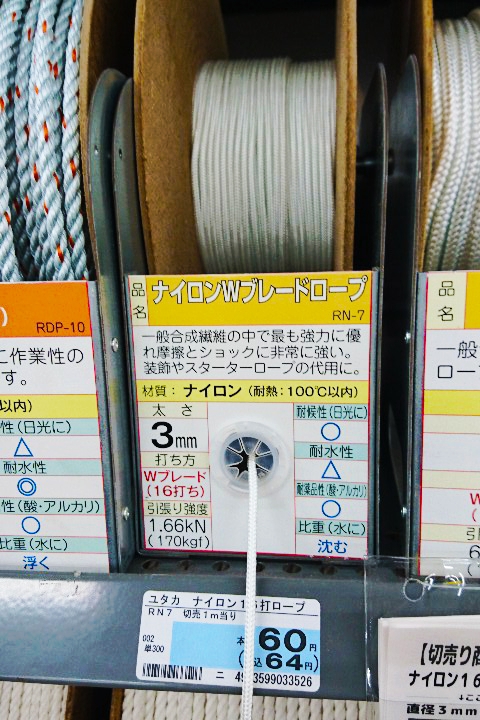 )
RDP-10
に作業性の
す。
以内)
性(日光に)
△
耐水性
◎
性(酸・アルカリ)
○
比重(水に)
浮く
品名
ナイロンWブレードロープ
RN-7
一般合成繊維の中で最も強力に優
れ摩擦とショックに非常に強い。
装飾やスターターロープの代用に。
材質:ナイロン(耐熱:100℃以内)
太さ
3mm
打ち方
Wブレード
(16打ち)
引張り強度
1.66kN
(170kgf)
耐候性(日光に)
○
耐水性
△
耐薬品性(酸・アルカリ)
○
比重(水に)
沈む
品名
一般
ロー
ユタカ ナイロン16打ロープ
RN7 切売1m当り
002
単300
本
60円
込64円)
ニ 4903599033526
【切売り商
ナイロン16
直径3mm